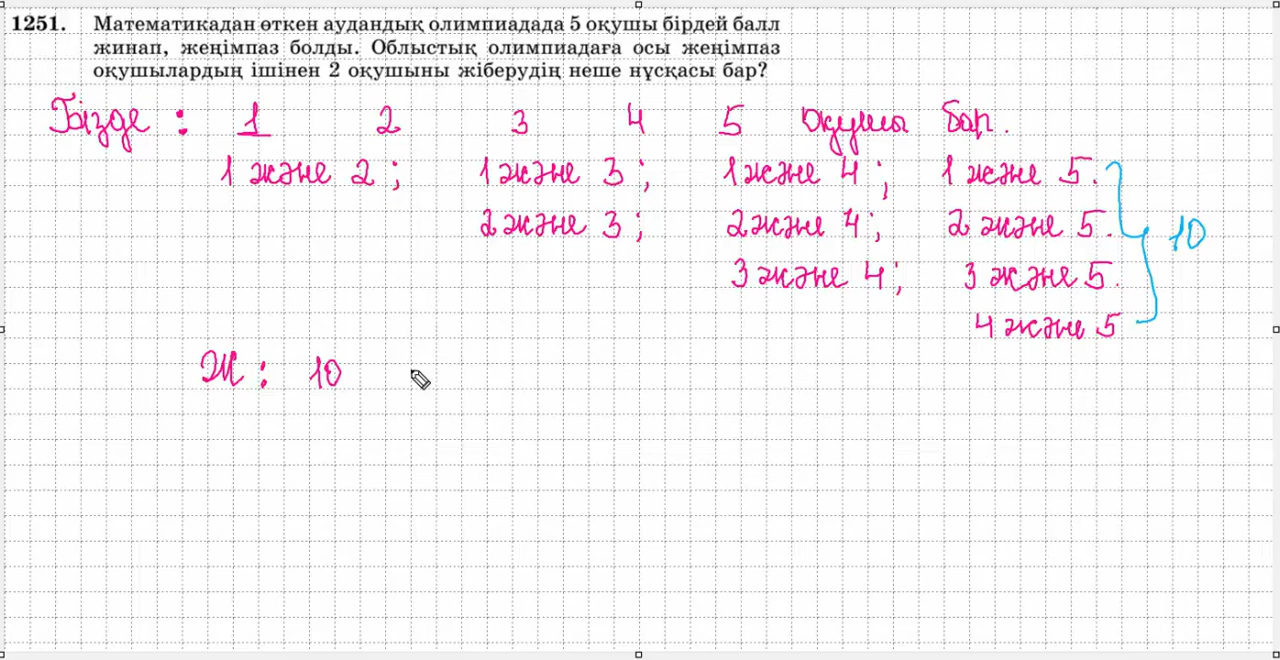 1251. Математикадан өткен аудандық олимпиадада 5 оқушы бірдей балл
жинап, жеңімпаз болды. Облыстық олимпиадаға осы жеңімпаз
оқушылардың ішінен 2 оқушыны жіберудің неше нұсқасы бар?
Бізде : 1 2 3 4 5 оқушы бар.
1 және 2 ; 1 және 3 ; 1 және 4 ; 1 және 5.
2 және 3 ; 2 және 4 ; 2 және 5.
10
3 және 4 ; 3 және 5.
4 және 5
Ж : 10